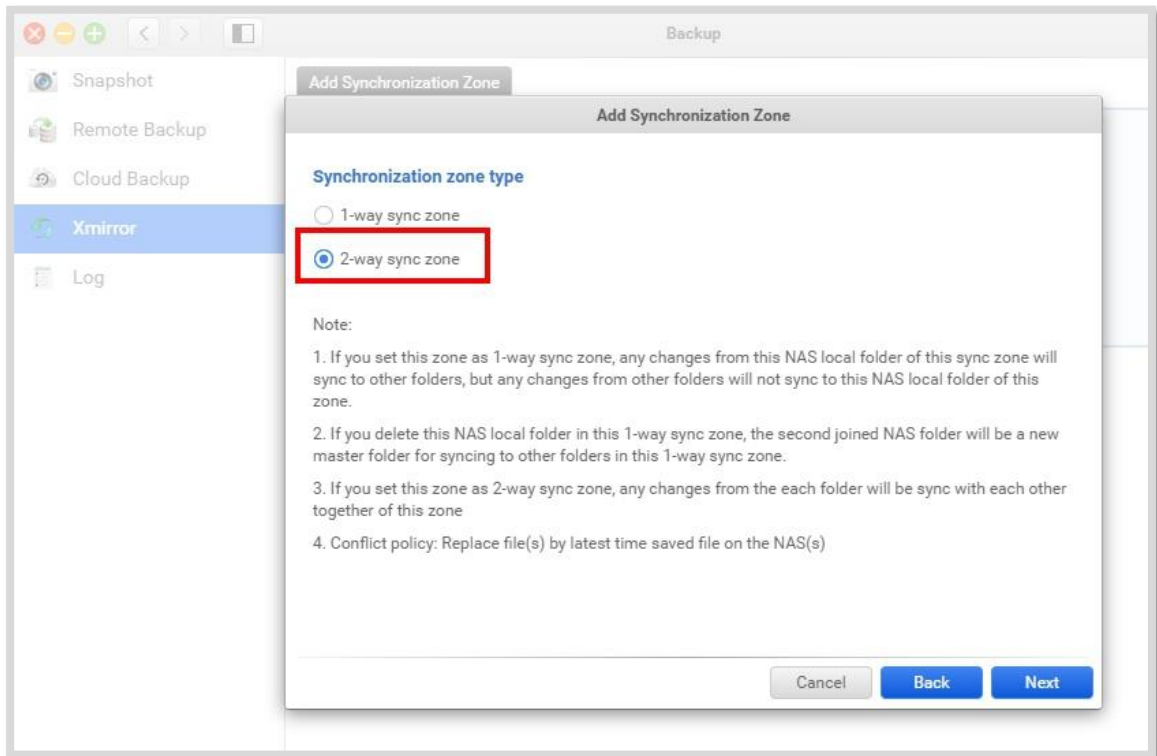 Backup
Snapshot
Remote Backup
Cloud Backup
Xmirror
Log
Add Synchronization Zone
Add Synchronization Zone
Synchronization zone type
1-way sync zone
2-way sync zone
Note:
1. If you set this zone as 1-way sync zone, any changes from this NAS local folder of this sync zone will
sync to other folders, but any changes from other folders will not sync to this NAS local folder of this
zone.
2. If you delete this NAS local folder in this 1-way sync zone, the second joined NAS folder will be a new
master folder for syncing to other folders in this 1-way sync zone.
3. If you set this zone as 2-way sync zone, any changes from the each folder will be sync with each other
together of this zone
4. Conflict policy: Replace file(s) by latest time saved file on the NAS(s)
Cancel
Back
Next